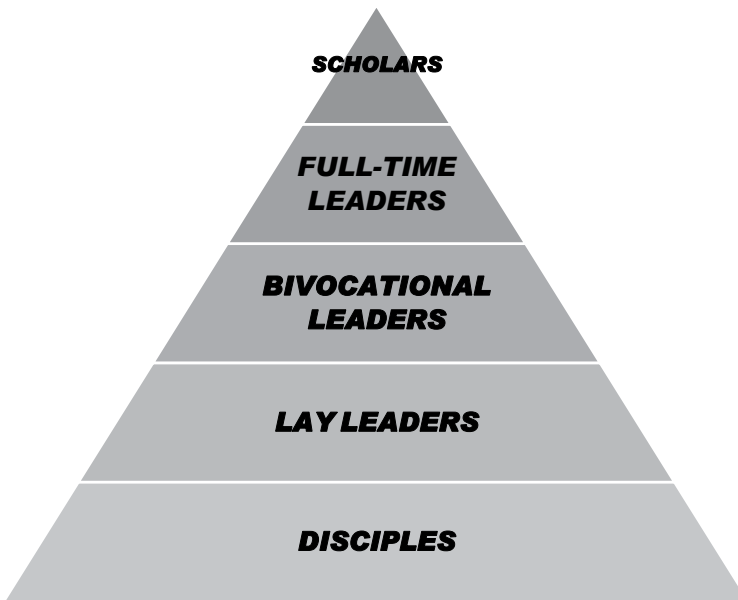 SCHOLARS
FULL-TIME
LEADERS
BIVOCATIONAL
LEADERS
LAY LEADERS
DISCIPLES